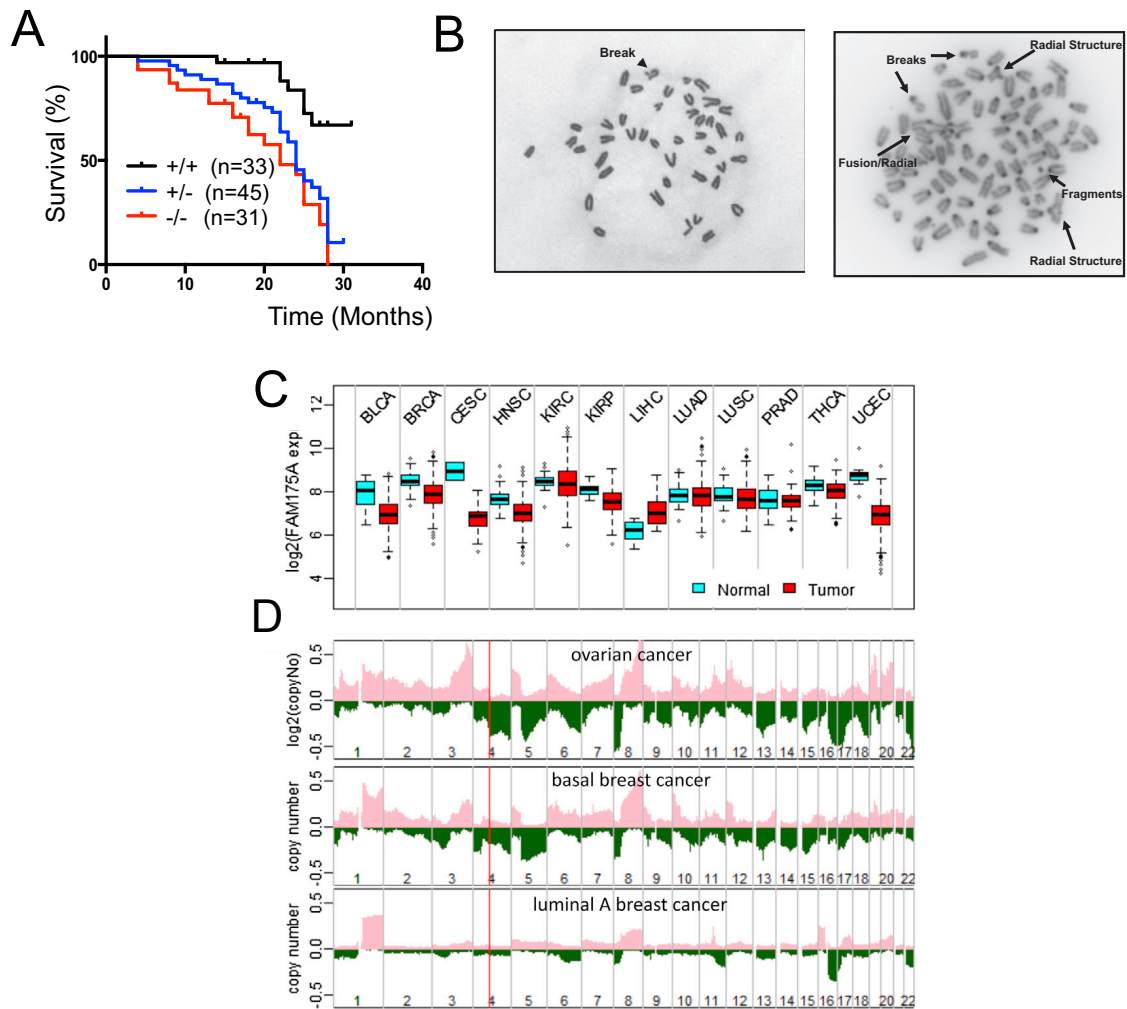 A
100
50
0
Survival (%)
+/+ (n=33)
+/- (n=45)
-/- (n=31)
0 10 20 30 40
Time (Months)
B
Break
Breaks
Radial Structure
Fusion/Radial
Fragments
Radial Structure
C
BLCA BRCA CESC HNSC KIRC KIRP LIHC LUAD LUSC PRAD THCA UCEC
log2(FAM175A exp
12
10
8
6
4
Normal Tumor
D
ovarian cancer
log2(copyNo)
0.5
0.0
-0.5
1 2 3 4 5 6 7 8 9 10 11 12 13 14 15 16 17 18 20 22
basal breast cancer
copy number
0.5
0.0
-0.5
1 2 3 4 5 6 7 8 9 10 11 12 13 14 15 16 17 18 20 22
luminal A breast cancer
copy number
0.5
0.0
-0.5
1 2 3 4 5 6 7 8 9 10 11 12 13 14 15 16 17 18 20 22